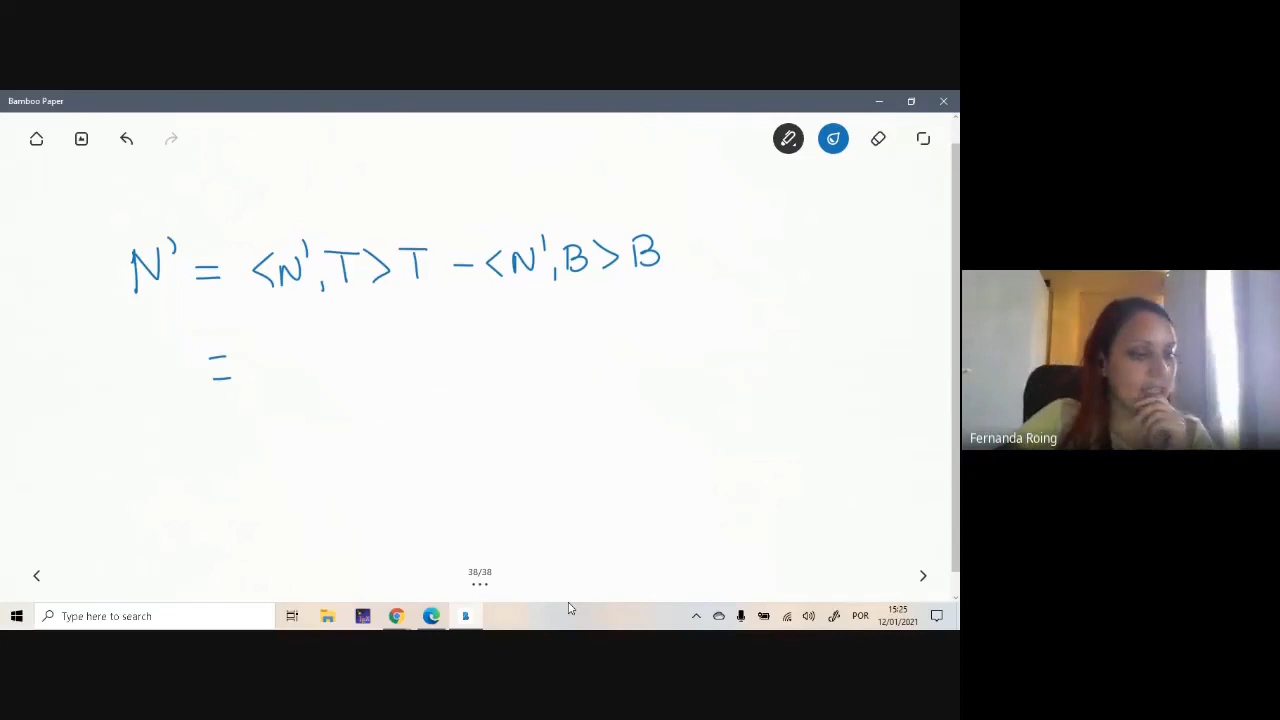 Bamboo Paper
N' = <N', T> T - <N', B> B
=
Fernanda Roing
38/38
Type here to search
B
POR
15:25
12/01/2021